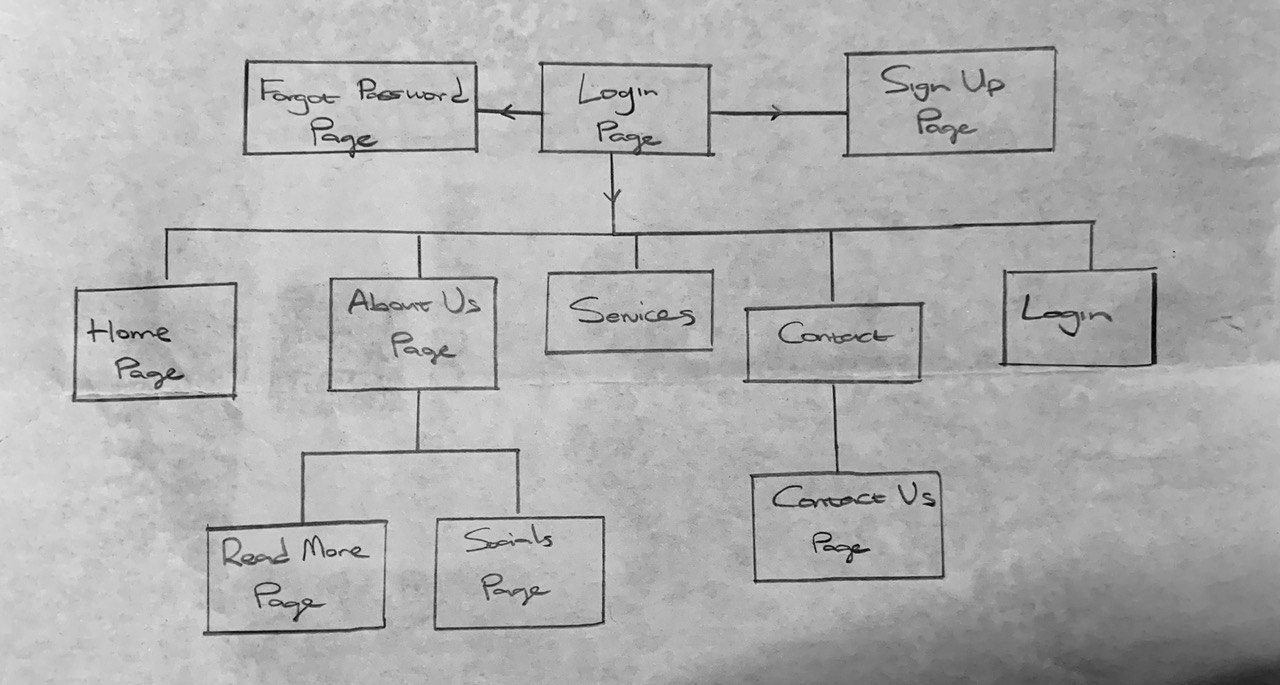 Forgot Password
Page
Login
Page
Sign Up
Page
Home
Page
About Us
Page
Services
Contact
Login
Read More
Page
Socials
Page
Contact Us
Page